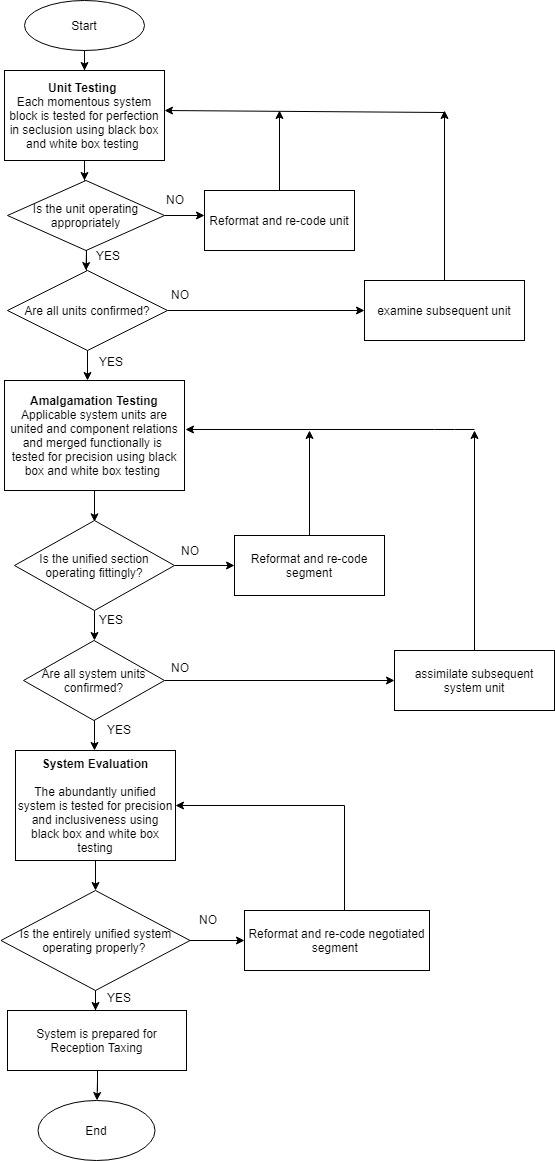 Start
Unit Testing
Each momentous system
block is tested for perfection
in seclusion using black box
and white box testing
Is the unit operating
appropriately
NO
Reformat and re-code unit
YES
Are all units confirmed?
NO
examine subsequent unit
YES
Amalgamation Testing
Applicable system units are
united and component relations
and merged functionally is
tested for precision using black
box and white box testing
Is the unified section
operating fittingly?
NO
Reformat and re-code
segment
YES
Are all system units
confirmed?
NO
assimilate subsequent
system unit
YES
System Evaluation
The abundantly unified
system is tested for precision
and inclusiveness using
black box and white box
testing
Is the entirely unified system
operating properly?
NO
Reformat and re-code negotiated
segment
YES
System is prepared for
Reception Taxing
End